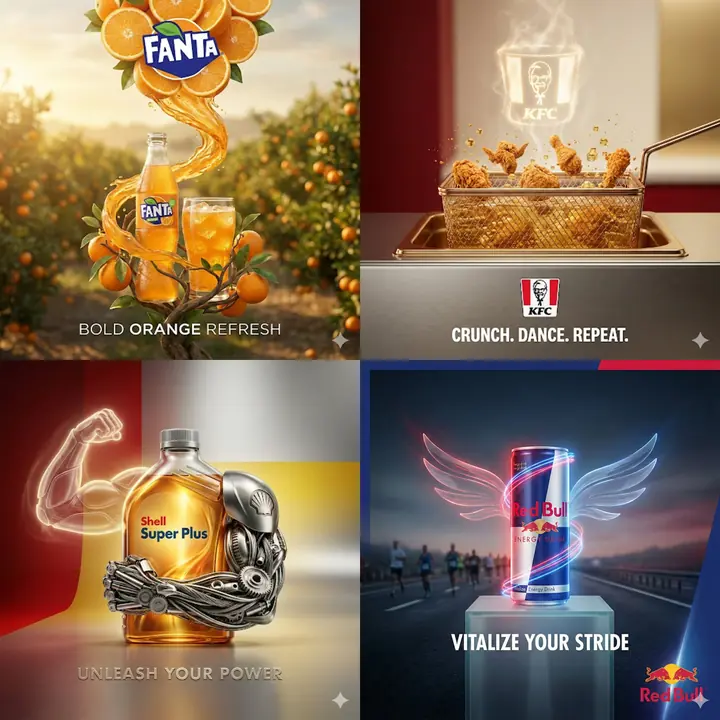 FANTA
FANTA
BOLD ORANGE REFRESH
KFC
KFC
CRUNCH. DANCE. REPEAT.
Shell
Super Plus
UNLEASH YOUR POWER
Red Bull
Energy Drink
VITALIZE YOUR STRIDE
Red Bull